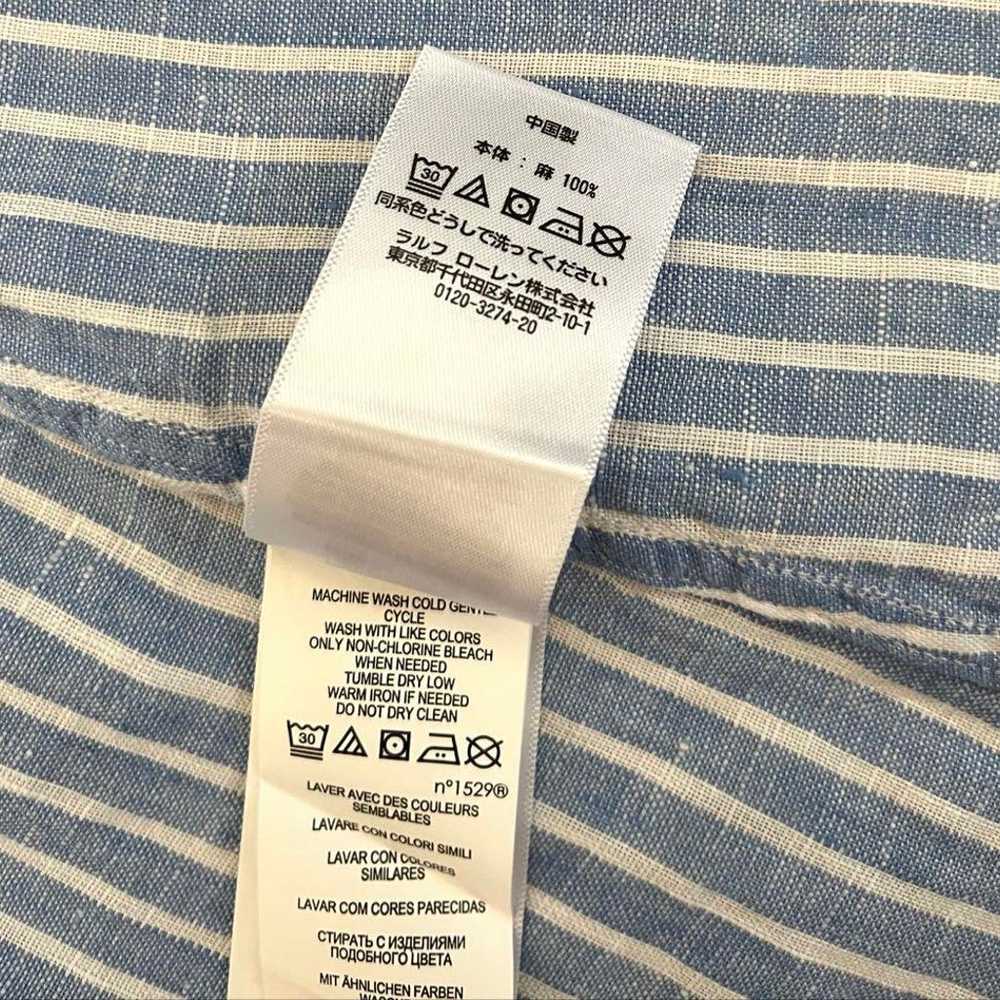 中国製
本体 : 麻 100%
30
同系色どうしで洗ってください
ラルフ ローレン株式会社
東京都千代田区永田町2-10-1
0120-3274-20
MACHINE WASH COLD GENTLE
CYCLE
WASH WITH LIKE COLORS
ONLY NON-CHLORINE BLEACH
WHEN NEEDED
TUMBLE DRY LOW
WARM IRON IF NEEDED
DO NOT DRY CLEAN
30
n°1529®
LAVER AVEC DES COULEURS
SEMBLABLES
LAVARE CON COLORI SIMILI
LAVAR CON COLORES
SIMILARES
LAVAR COM CORES PARECIDAS
СТИРАТЬ С ИЗДЕЛИЯМИ
ПОДОБНОГО ЦВЕТА
MIT ÄHNLICHEN FARBEN